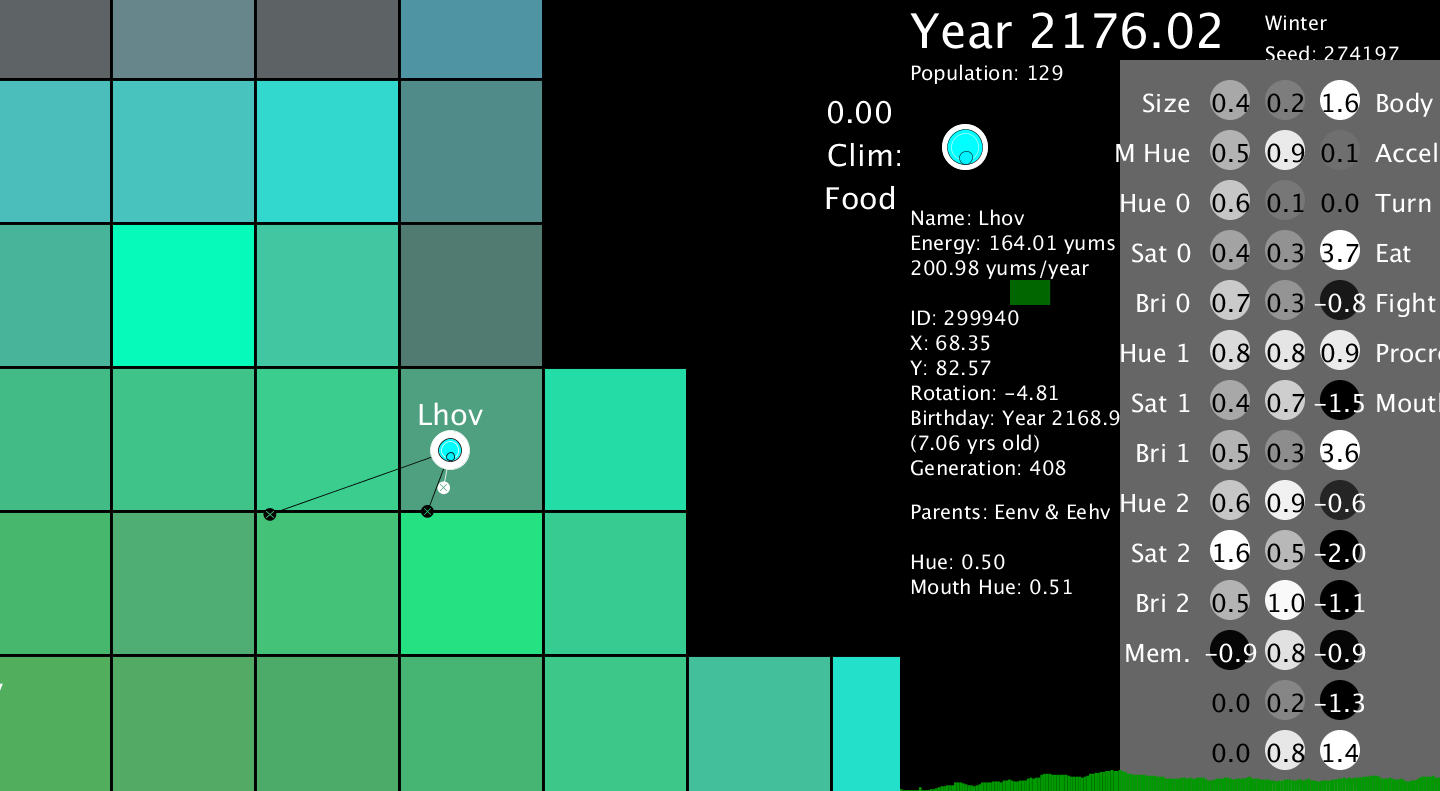 Year 2176.02
Winter
Seed: 274197
Population: 129
0.00
Clim:
Food
Name: Lhov
Energy: 164.01 yums
200.98 yums/year
ID: 299940
X: 68.35
Y: 82.57
Rotation: -4.81
Birthday: Year 2168.9
(7.06 yrs old)
Generation: 408
Parents: Eenv & Eehv
Hue: 0.50
Mouth Hue: 0.51
Lhov
Size 0.4 0.2 1.6 Body
M Hue 0.5 0.9 0.1 Accel
Hue 0 0.6 0.1 0.0 Turn
Sat 0 0.4 0.3 3.7 Eat
Bri 0 0.7 0.3 -0.8 Fight
Hue 1 0.8 0.8 0.9 Procr
Sat 1 0.4 0.7 -1.5 Mout
Bri 1 0.5 0.3 3.6
Hue 2 0.6 0.9 -0.6
Sat 2 1.6 0.5 -2.0
Bri 2 0.5 1.0 -1.1
Mem. -0.9 0.8 -0.9
0.0 0.2 -1.3
0.0 0.8 1.4